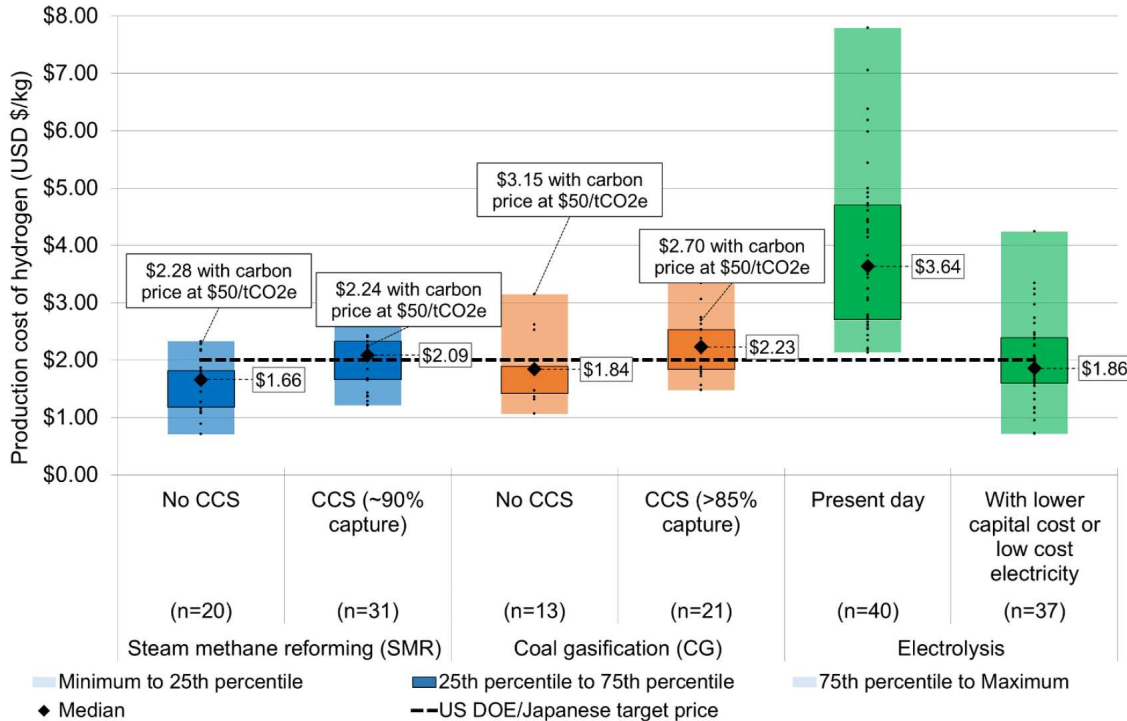 Production cost of hydrogen (USD $/kg)
$8.00
$7.00
$6.00
$5.00
$4.00
$3.00
$2.00
$1.00
$0.00
$2.28 with carbon
price at $50/tCO2e
$2.24 with carbon
price at $50/tCO2e
$3.15 with carbon
price at $50/tCO2e
$2.70 with carbon
price at $50/tCO2e
$1.66
$2.09
$1.84
$2.23
$3.64
$1.86
No CCS
CCS (~90%
capture)
No CCS
CCS (>85%
capture)
Present day
With lower
capital cost or
low cost
electricity
(n=20)
(n=31)
(n=13)
(n=21)
(n=40)
(n=37)
Steam methane reforming (SMR)
Coal gasification (CG)
Electrolysis
Minimum to 25th percentile
25th percentile to 75th percentile
75th percentile to Maximum
Median
US DOE/Japanese target price